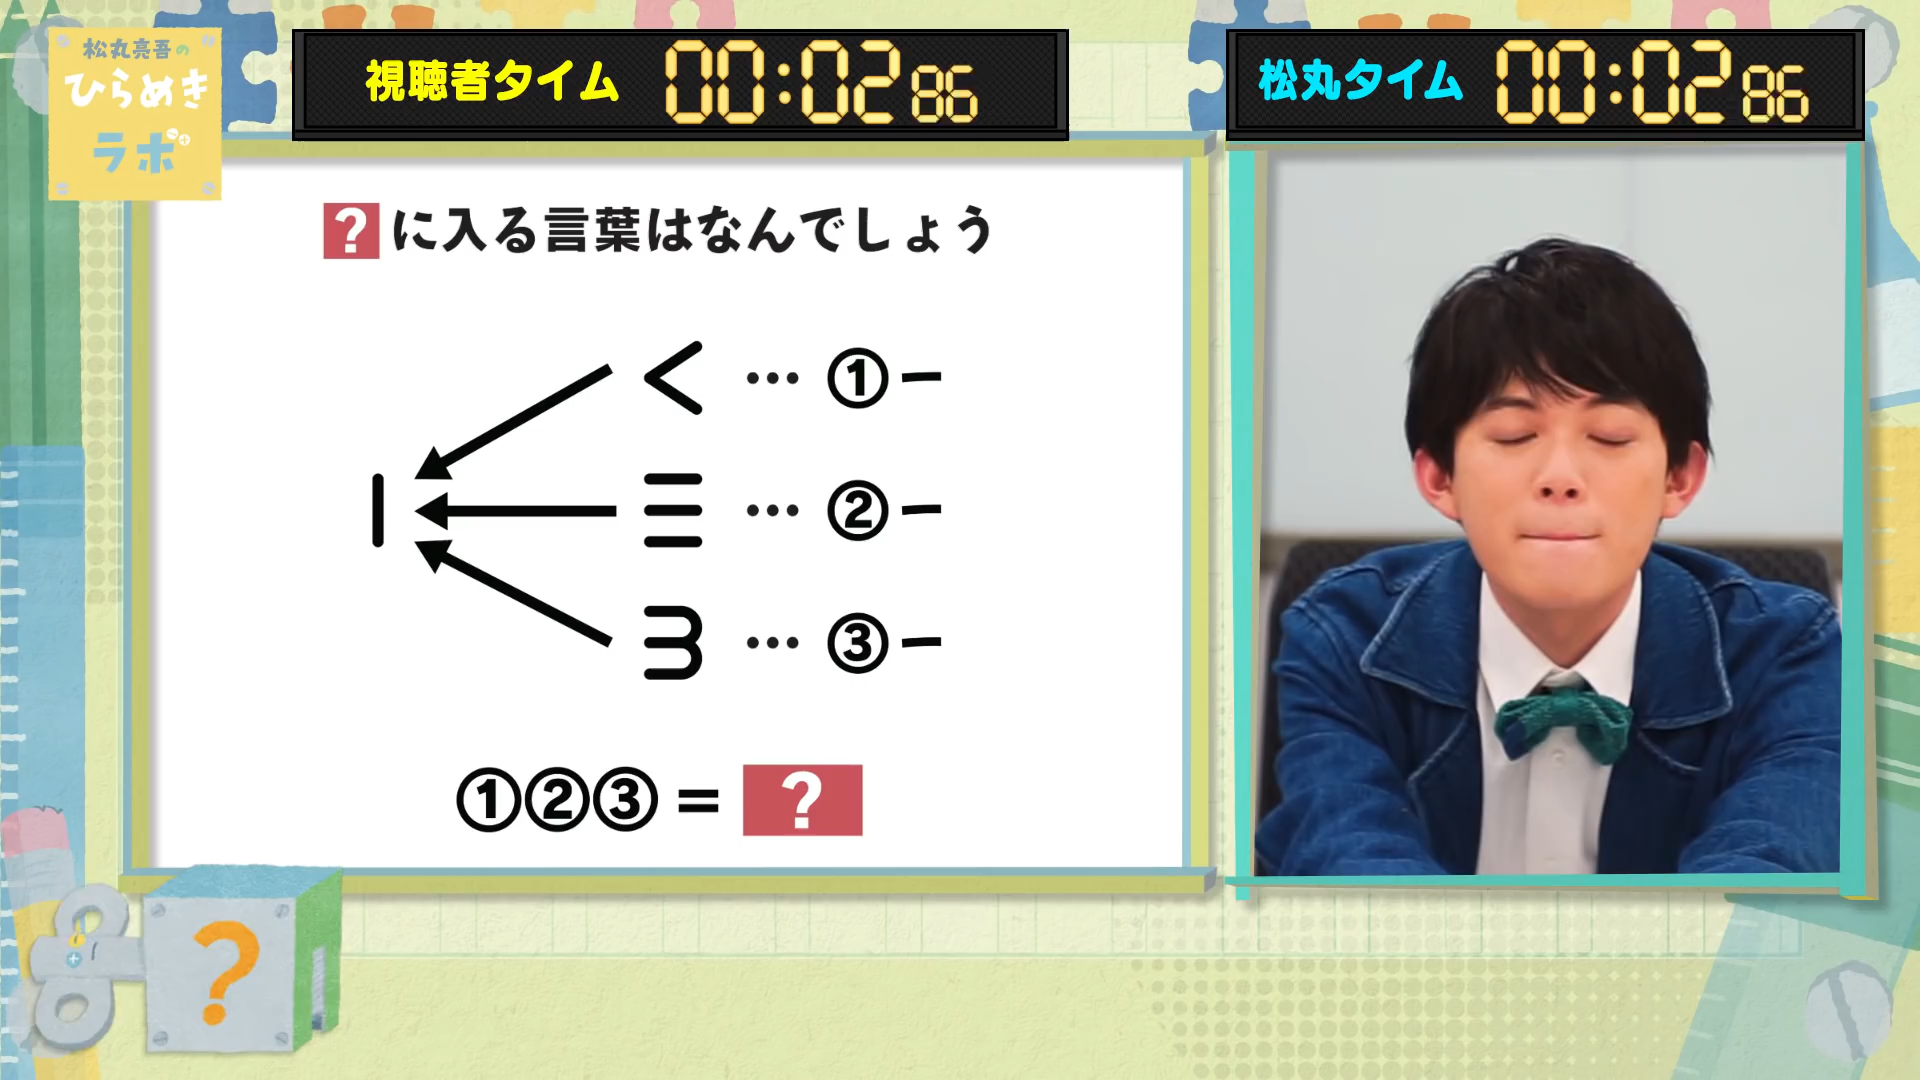 松丸亮吾の
ひらめき
ラボ
視聴者タイム 00:02 86
松丸タイム 00:02 86
?に入る言葉はなんでしょう
く … ①ー
三 … ②ー
ヨ … ③ー
|
①②③ = ?
?